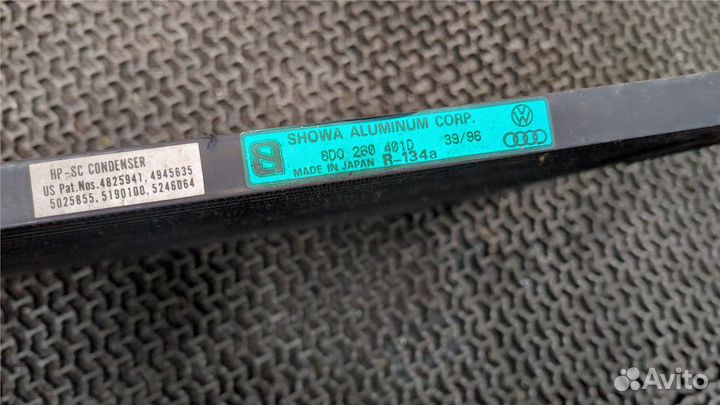 HP-SC CONDENSER
US Pat.Nos.4825941, 4945635
5025855, 5190100, 5246064
SHOWA ALUMINUM CORP.
8D0 260 401D 39/96
MADE IN JAPAN R-134a
Avito